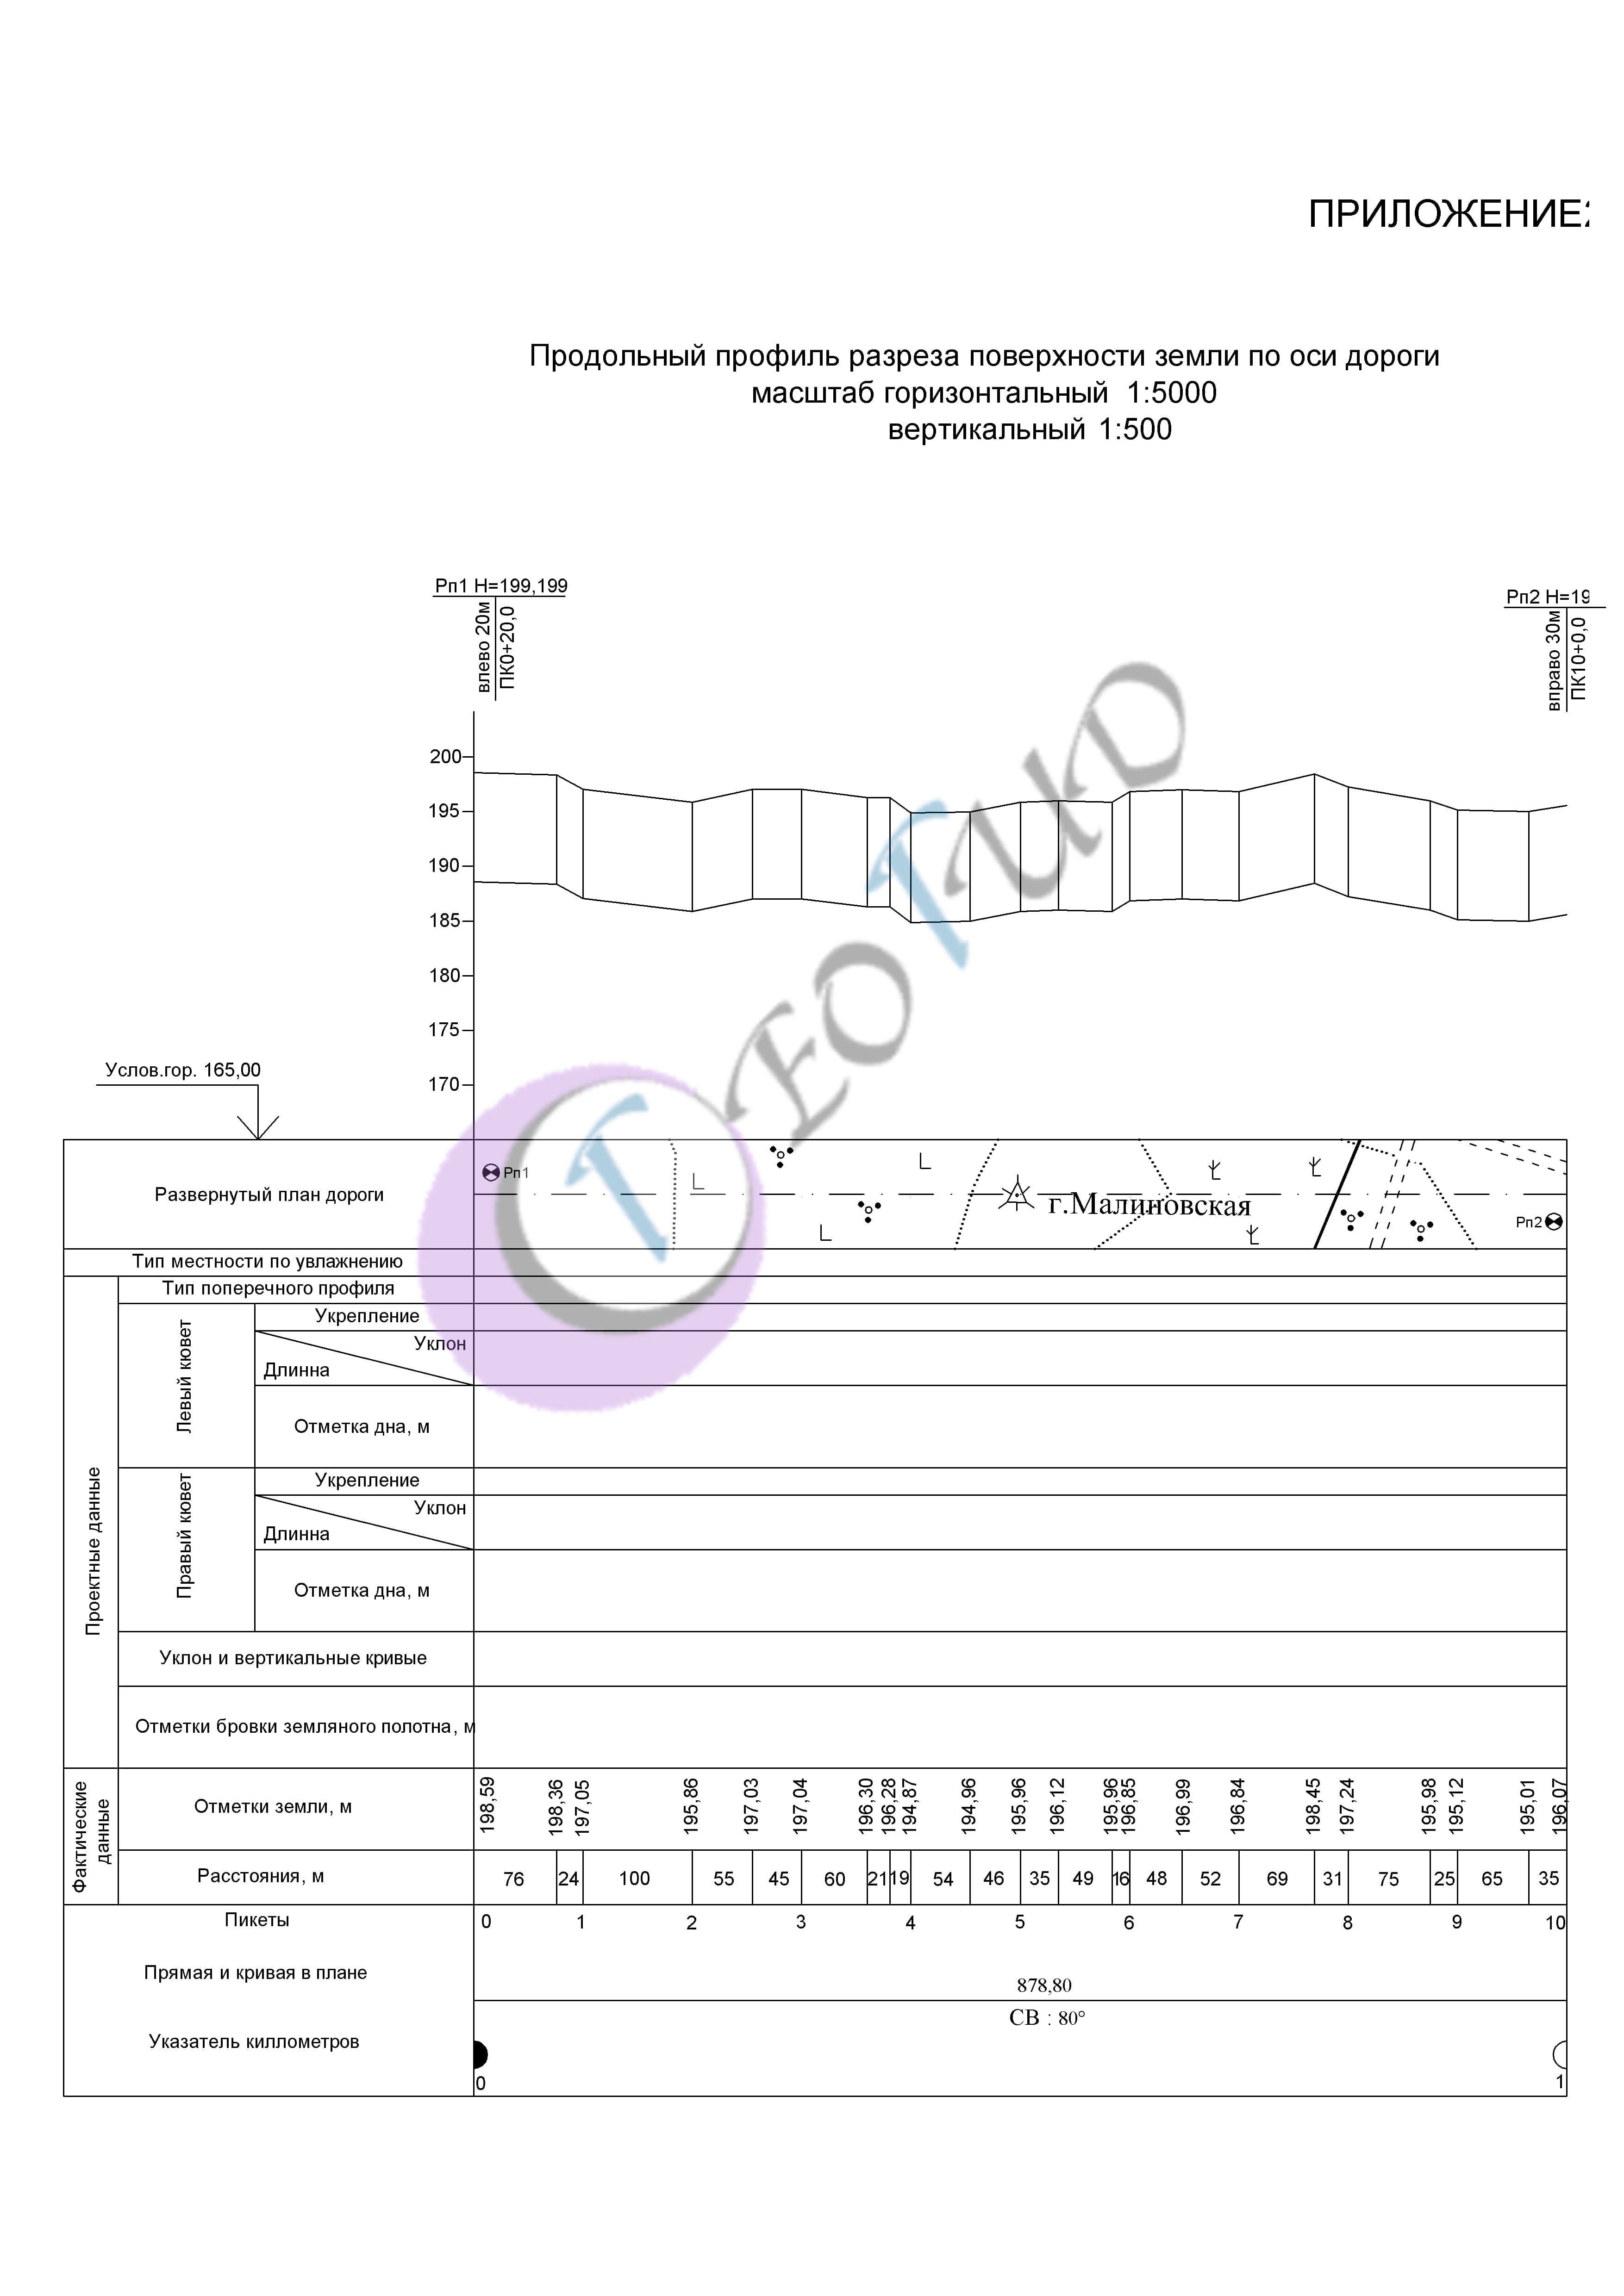 ПРИЛОЖЕНИЕ
Продольный профиль разреза поверхности земли по оси дороги
масштаб горизонтальный 1:5000
вертикальный 1:500
Рп1 Н=199,199
влево 20м
ПК0+20,0
Рп2 Н=19
вправо 30м
ПК10+0,0
200
195
190
185
180
175
170
Услов.гор. 165,00
ГЕОГИД
Развернутый план дороги
Рп1
г.Малиновская
Рп2
Тип местности по увлажнению
Проектные данные
Тип поперечного профиля
Левый кювет
Укрепление
Уклон
Длинна
Отметка дна, м
Правый кювет
Укрепление
Уклон
Длинна
Отметка дна, м
Уклон и вертикальные кривые
Отметки бровки земляного полотна, м
Фактические данные
Отметки земли, м
198,59 198,36 197,05 195,86 197,03 197,04 196,30 196,28 194,87 194,96 195,96 196,12 195,96 196,85 196,99 196,84 198,45 197,24 195,98 195,12 195,01 196,07
Расстояния, м
76 24 100 55 45 60 21 19 54 46 35 49 16 48 52 69 31 75 25 65 35
Пикеты
0 1 2 3 4 5 6 7 8 9 10
Прямая и кривая в плане
878,80
СВ : 80°
Указатель киллометров
0
1